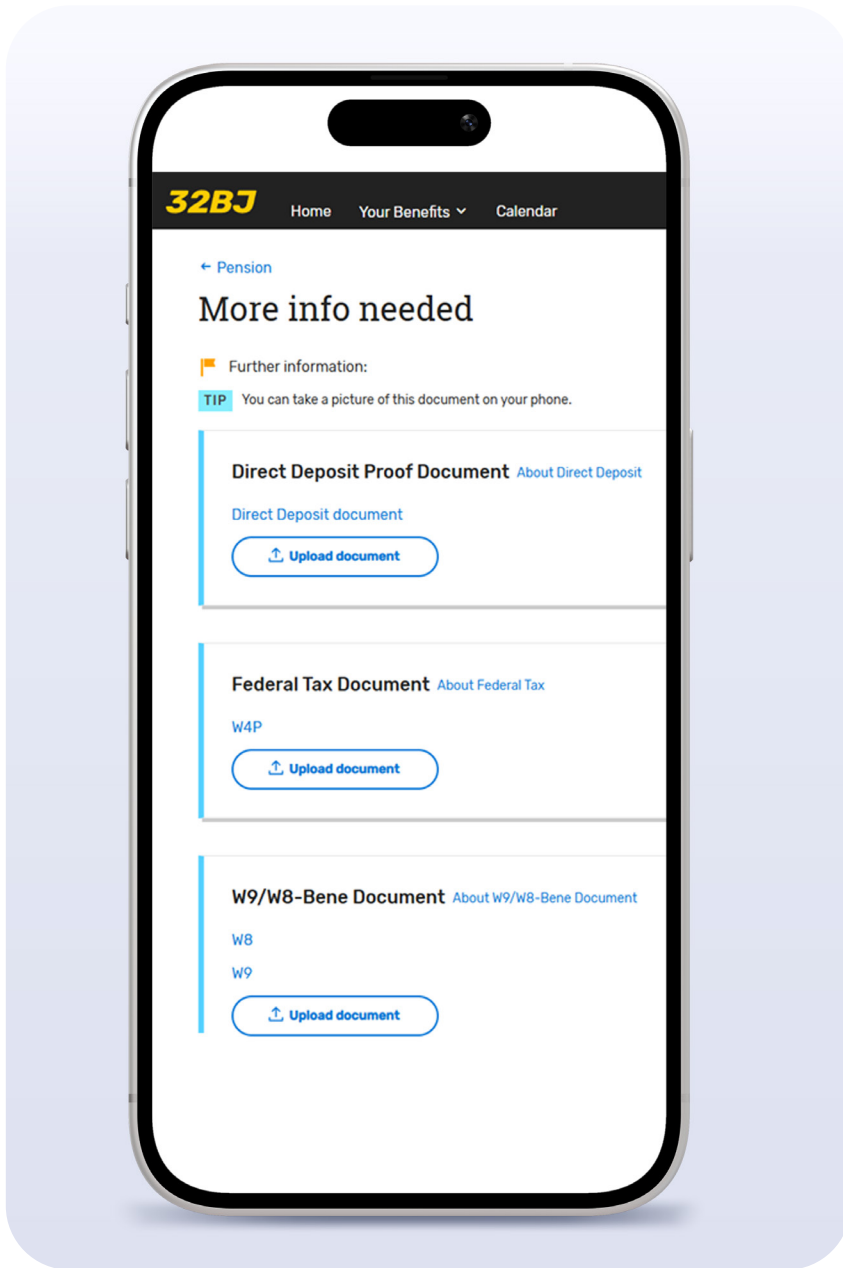 32BJ Home Your Benefits Calendar
← Pension
More info needed
Further information:
TIP You can take a picture of this document on your phone.
Direct Deposit Proof Document About Direct Deposit
Direct Deposit document
Upload document
Federal Tax Document About Federal Tax
W4P
Upload document
W9/W8-Bene Document About W9/W8-Bene Document
W8
W9
Upload document